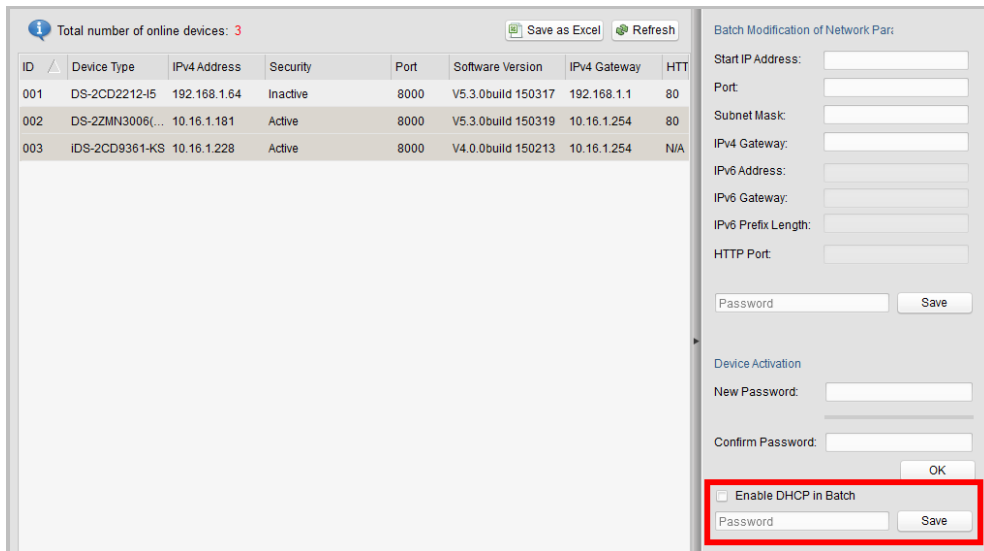 Total number of online devices: 3
Save as Excel
Refresh
ID Device Type IPv4 Address Security Port Software Version IPv4 Gateway HTT
001 DS-2CD2212-I5 192.168.1.64 Inactive 8000 V5.3.0build 150317 192.168.1.1 80
002 DS-2ZMN3006(... 10.16.1.181 Active 8000 V5.3.0build 150319 10.16.1.254 80
003 iDS-2CD9361-KS 10.16.1.228 Active 8000 V4.0.0build 150213 10.16.1.254 N/A
Batch Modification of Network Para
Start IP Address:
Port:
Subnet Mask:
IPv4 Gateway:
IPv6 Address:
IPv6 Gateway:
IPv6 Prefix Length:
HTTP Port:
Password Save
Device Activation
New Password:
Confirm Password:
OK
Enable DHCP in Batch
Password Save